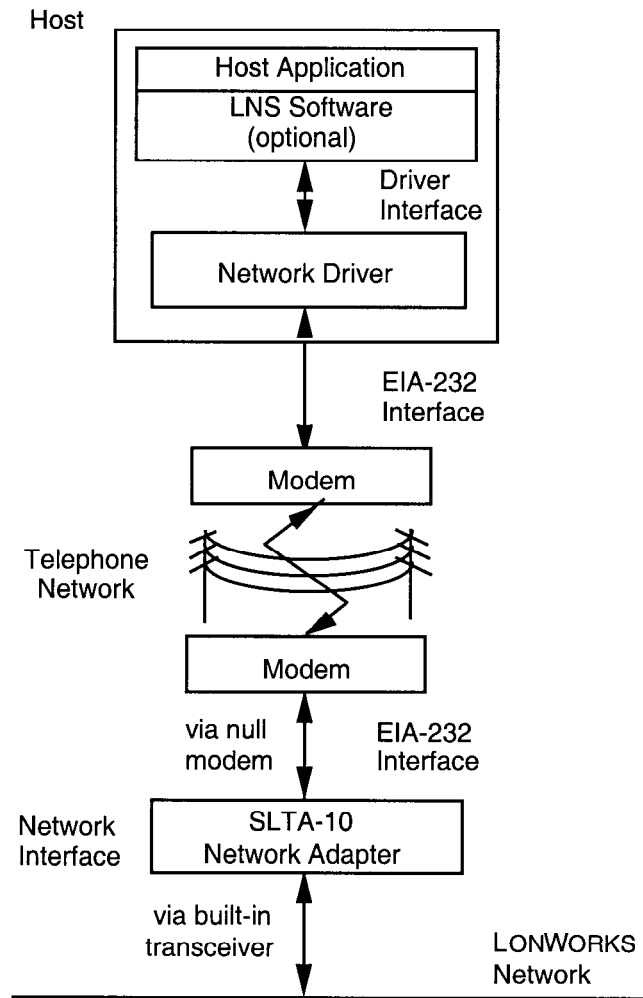 Host
Host Application
LNS Software
(optional)
Driver
Interface
Network Driver
EIA-232
Interface
Modem
Telephone
Network
Modem
via null
modem
EIA-232
Interface
Network
Interface
SLTA-10
Network Adapter
via built-in
transceiver
LONWORKS
Network